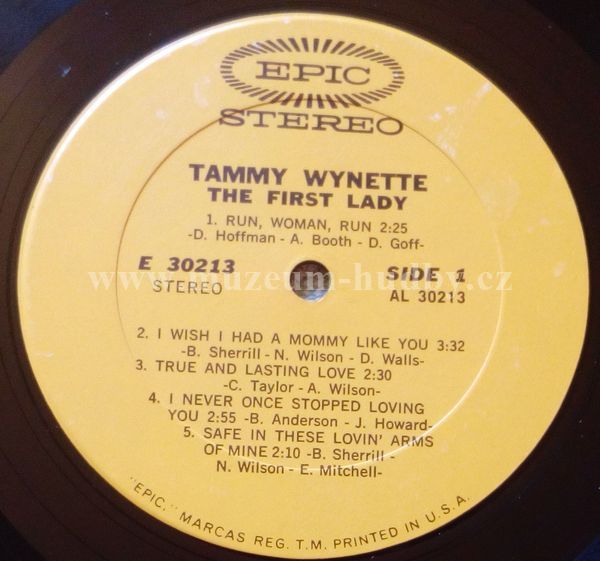 EPIC
STEREO
TAMMY WYNETTE
THE FIRST LADY
1. RUN, WOMAN, RUN 2:25
-D. Hoffman - A. Booth - D. Goff-
E 30213 SIDE 1
STEREO AL 30213
www.muzeum-hudby.cz
2. I WISH I HAD A MOMMY LIKE YOU 3:32
-B. Sherrill- N. Wilson - D. Walls-
3. TRUE AND LASTING LOVE 2:30
-C. Taylor - A. Wilson-
4. I NEVER ONCE STOPPED LOVING
YOU 2:55 -B. Anderson - J. Howard-
5. SAFE IN THESE LOVIN' ARMS
OF MINE 2:10 -B. Sherrill -
N. Wilson - E. Mitchell-
"EPIC," MARCAS REG. T.M. PRINTED IN U.S.A.